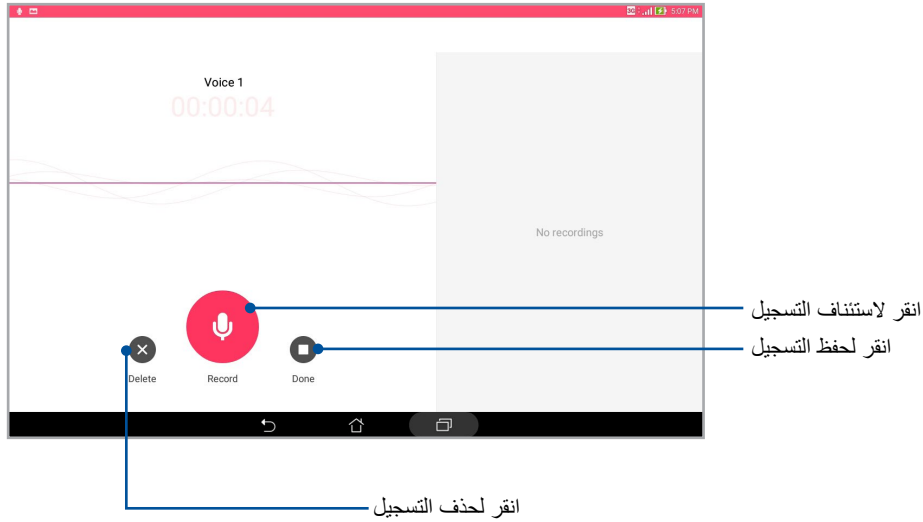 3G 5:07 PM
Voice 1
00:00:04
No recordings
انقر لاستئناف التسجيل
انقر لحفظ التسجيل
Delete Record Done
انقر لحذف التسجيل